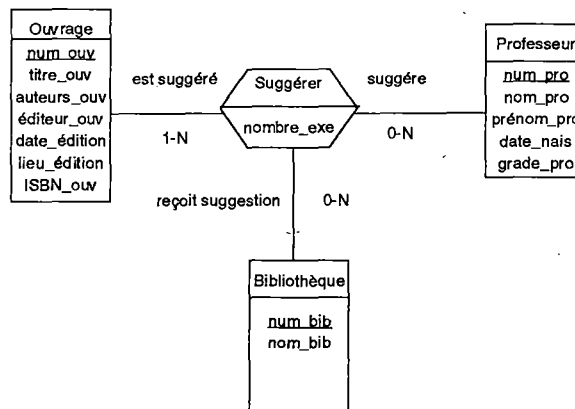 Ouvrage
num_ouv
titre_ouv
auteurs_ouv
éditeur_ouv
date_édition
lieu_édition
ISBN_ouv
est suggéré
1-N
Suggérer
nombre_exe
suggére
0-N
Professeur
num_pro
nom_pro
prénom_pro
date_nais
grade_pro
reçoit suggestion
0-N
Bibliothèque
num_bib
nom_bib